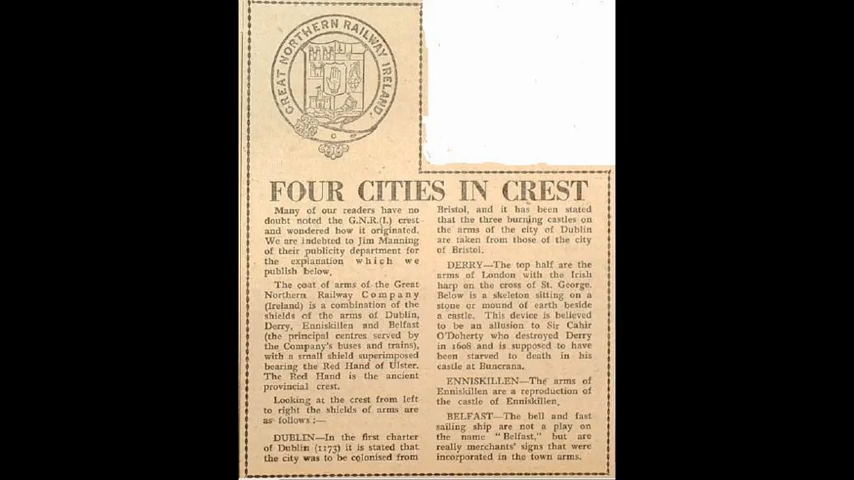 GREAT NORTHERN RAILWAY IRELAND.
FOUR CITIES IN CREST
Many of our readers have no
doubt noted the G.N.R.(I.) crest
and wondered how it originated.
We are indebted to Jim Manning
of their publicity department for
the explanation which we
publish below.
The coat of arms of the Great
Northern Railway Company
(Ireland) is a combination of the
shields of the arms of Dublin,
Derry, Enniskillen and Belfast
(the principal centres served by
the Company's buses and trains),
with a small shield superimposed
bearing the Red Hand of Ulster.
The Red Hand is the ancient
provincial crest.
Looking at the crest from left
to right the shields of arms are
as follows:—
DUBLIN—In the first charter
of Dublin (1173) it is stated that
the city was to be colonised from
Bristol, and it has been stated
that the three burning castles on
the arms of the city of Dublin
are taken from those of the city
of Bristol.
DERRY—The top half are the
arms of London with the Irish
harp on the cross of St. George.
Below is a skeleton sitting on a
stone or mound of earth beside
a castle. This device is believed
to be an allusion to Sir Cahir
O'Doherty who destroyed Derry
in 1608 and is supposed to have
been starved to death in his
castle at Buncrana.
ENNISKILLEN—The arms of
Enniskillen are a reproduction of
the castle of Enniskillen.
BELFAST—The bell and fast
sailing ship are not a play on
the name "Belfast," but are
really merchants' signs that were
incorporated in the town arms.